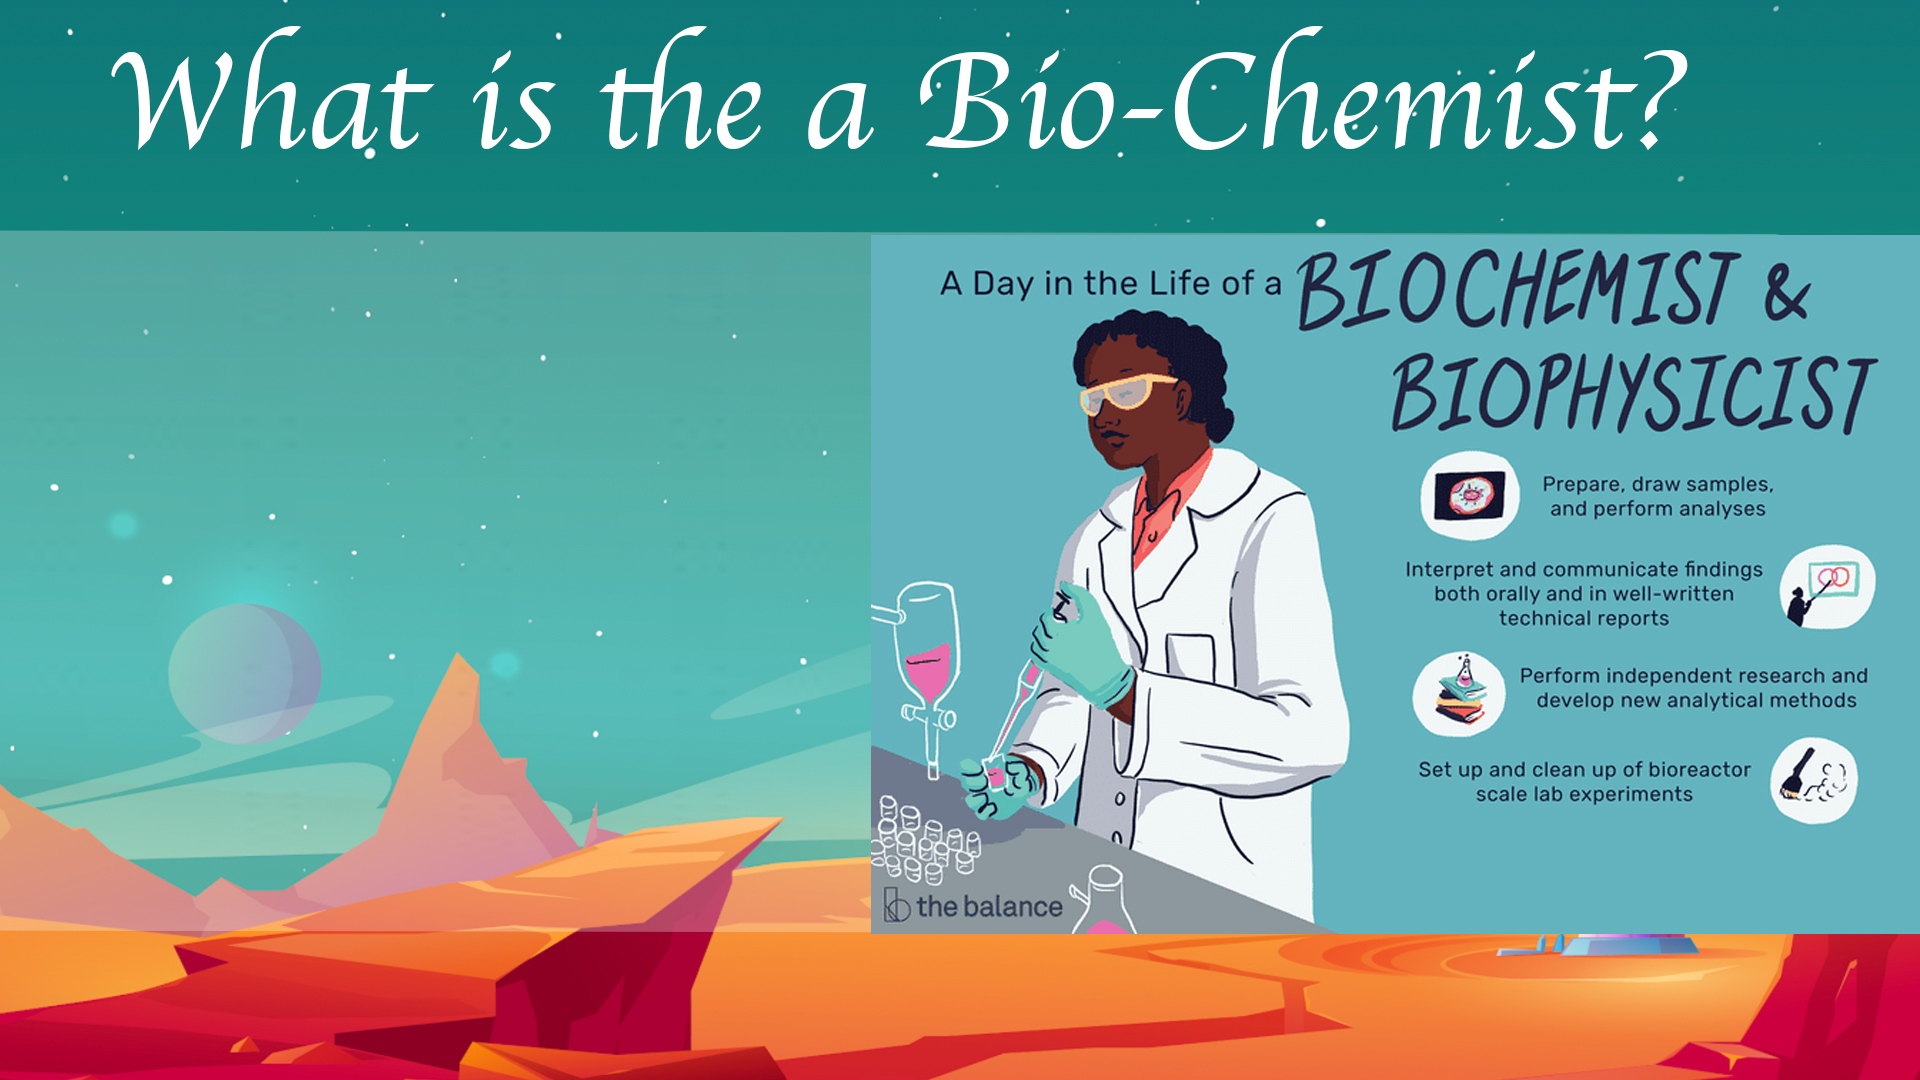 What is the a Bio-Chemist?
A Day in the Life of a BIOCHEMIST &
BIOPHYSICIST
Prepare, draw samples,
and perform analyses
Interpret and communicate findings
both orally and in well-written
technical reports
Perform independent research and
develop new analytical methods
Set up and clean up of bioreactor
scale lab experiments
the balance